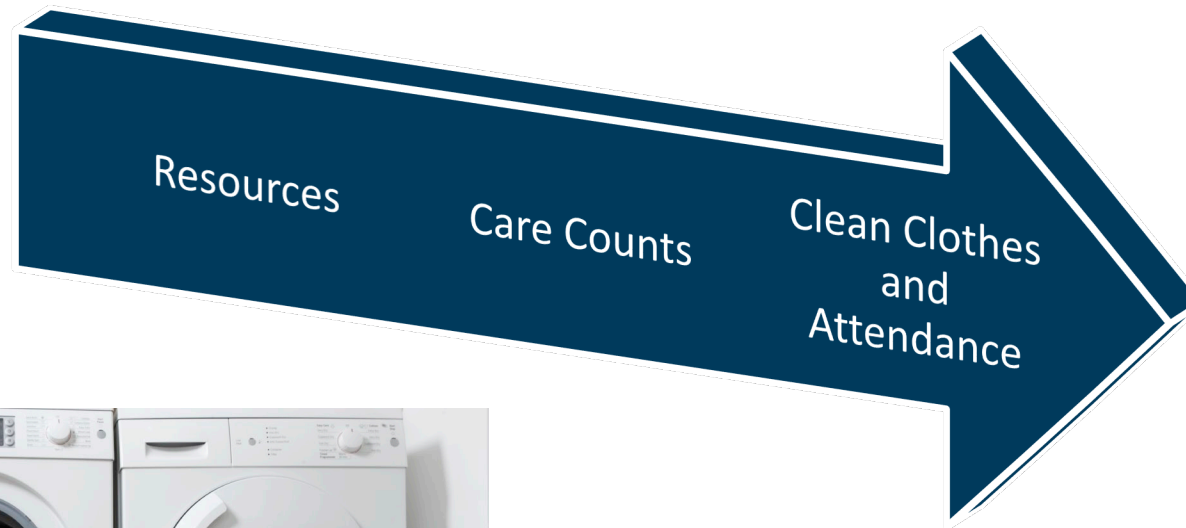 Resources
Care Counts
Clean Clothes
and
Attendance